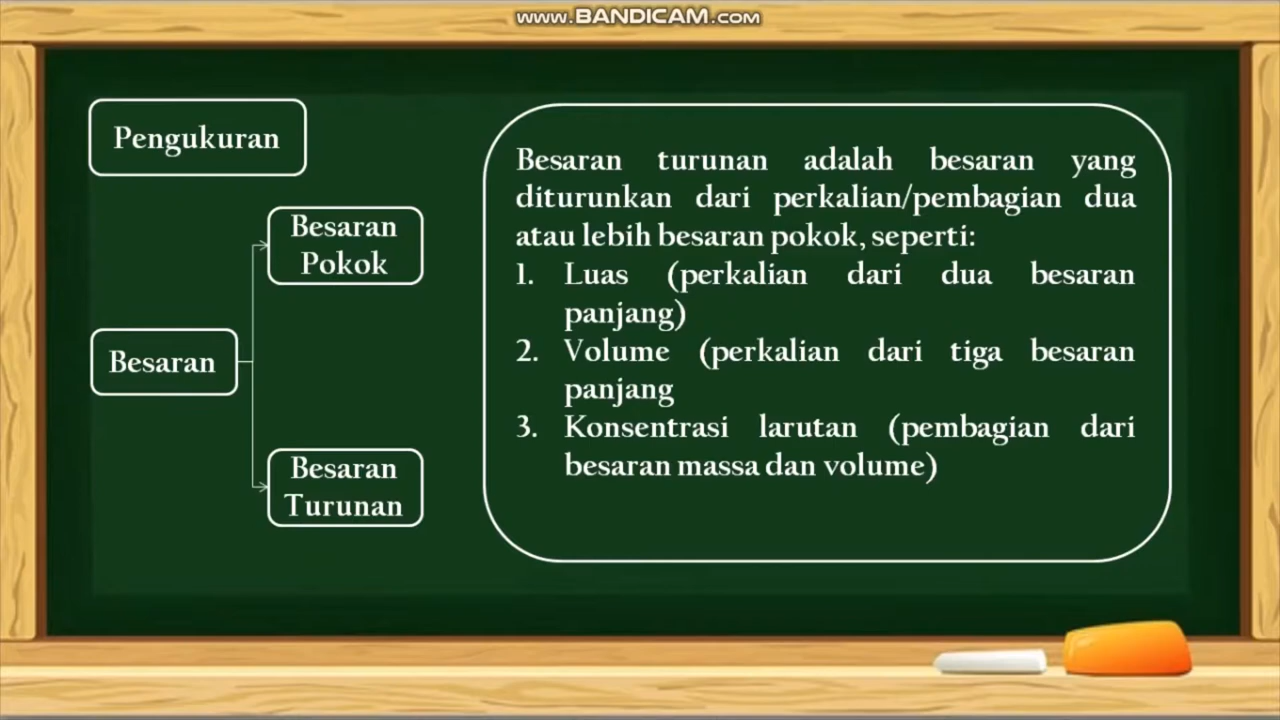 www.BANDICAM.com
Pengukuran
Besaran
Pokok
Besaran
Besaran
Turunan
Besaran turunan adalah besaran yang
diturunkan dari perkalian/pembagian dua
atau lebih besaran pokok, seperti:
1. Luas (perkalian dari dua besaran
panjang)
2. Volume (perkalian dari tiga besaran
panjang
3. Konsentrasi larutan (pembagian dari
besaran massa dan volume)